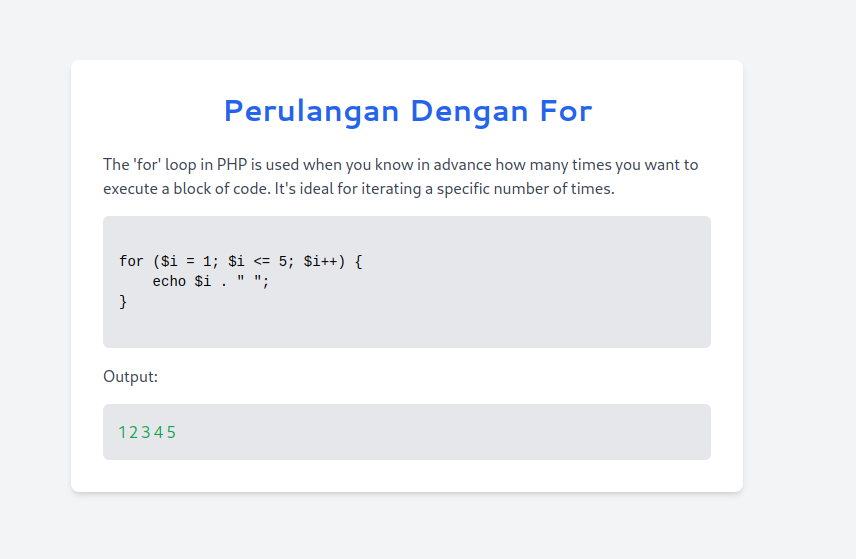 Perulangan Dengan For
The 'for' loop in PHP is used when you know in advance how many times you want to
execute a block of code. It's ideal for iterating a specific number of times.
for ($i = 1; $i <= 5; $i++) {
    echo $i . " ";
}
Output:
1 2 3 4 5